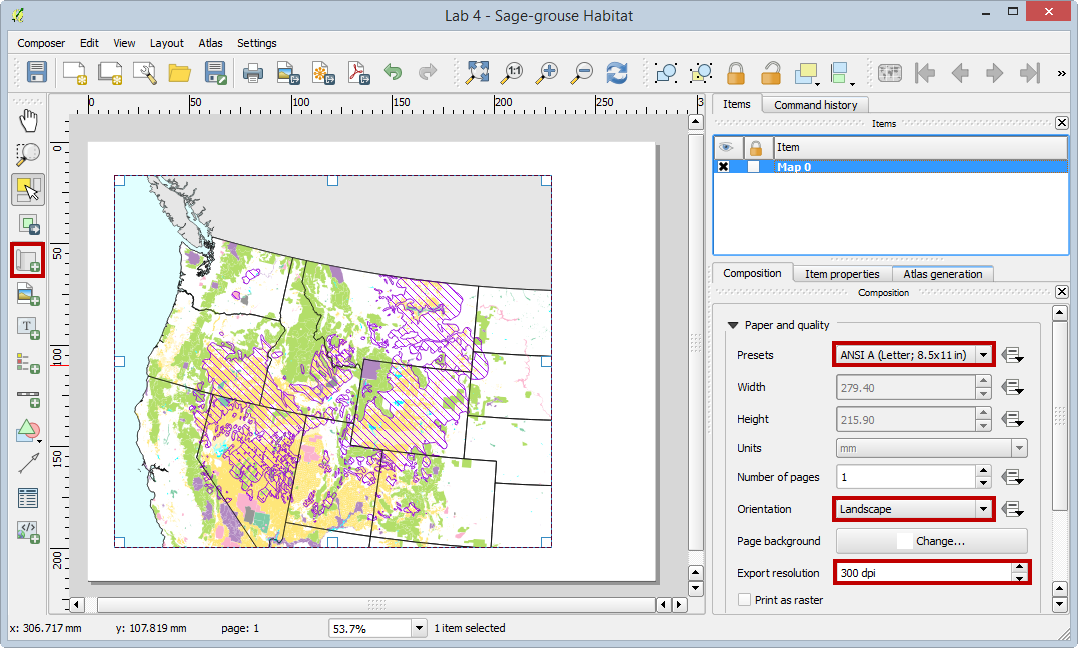 Lab 4 - Sage-grouse Habitat
Composer Edit View Layout Atlas Settings
1:1
»
0 50 100 150 200 250 3
0
50
100
150
200
T
Items Command history
Items
Item
Map 0
Composition Item properties Atlas generation
Composition
Paper and quality
Presets ANSI A (Letter; 8.5x11 in)
Width 279.40
Height 215.90
Units mm
Number of pages 1
Orientation Landscape
Page background Change...
Export resolution 300 dpi
Print as raster
x: 306.717 mm y: 107.819 mm page: 1 53.7% 1 item selected